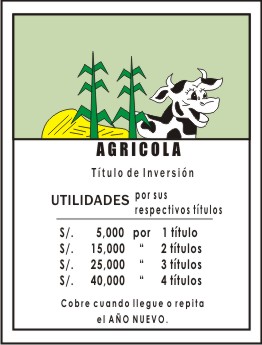 AGRICOLA
Título de Inversión
UTILIDADES por sus
respectivos títulos
S/. 5,000 por 1 título
S/. 15,000 “ 2 títulos
S/. 25,000 “ 3 títulos
S/. 40,000 “ 4 títulos
Cobre cuando llegue o repita
el AÑO NUEVO.